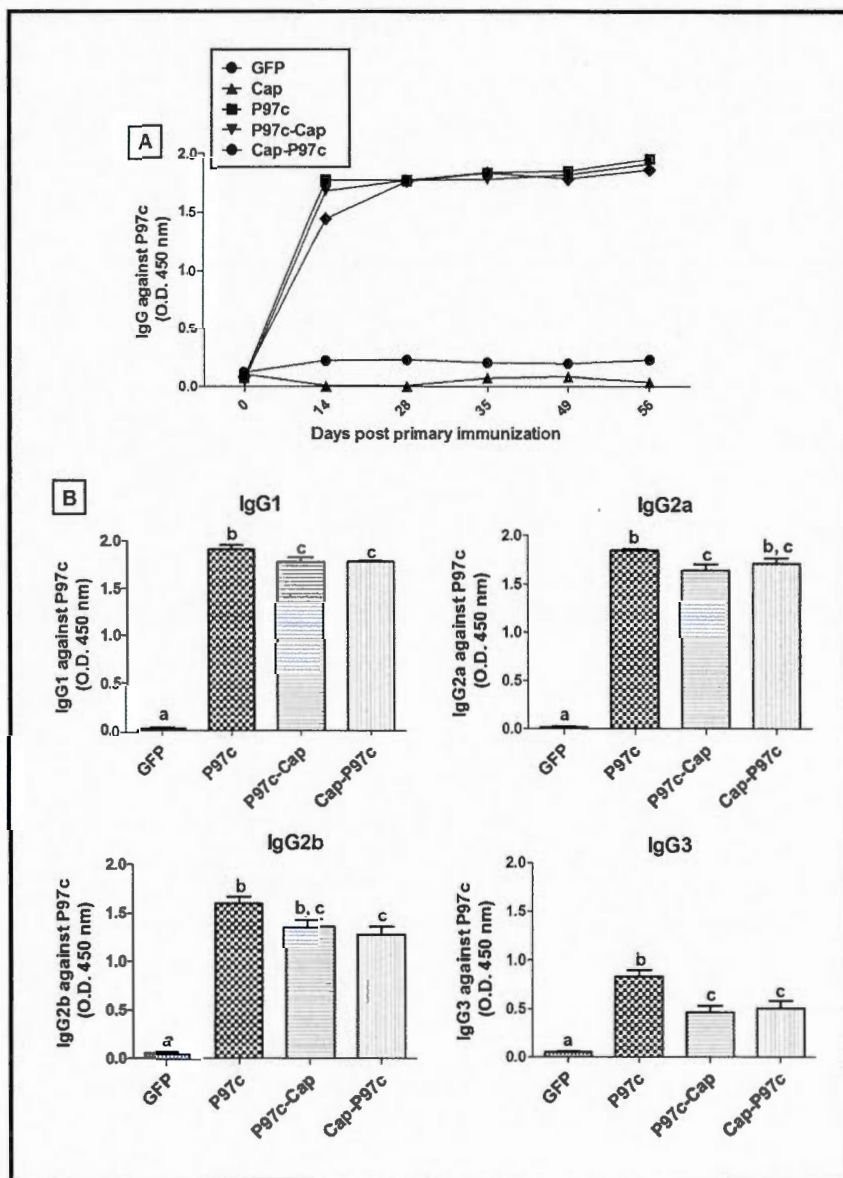 GFP
Cap
P97c
P97c-Cap
Cap-P97c
A
IgG against P97c
(O.D. 450 nm)
2.0
1.5
1.0
0.5
0.0
0
14
28
35
49
56
Days post primary immunization
B
IgG1
IgG1 against P97c
(O.D. 450 nm)
2.0
1.5
1.0
0.5
0.0
a
b
c
c
GFP
P97c
P97c-Cap
Cap-P97c
IgG2a
IgG2a against P97c
(O.D. 450 nm)
2.0
1.5
1.0
0.5
0.0
a
b
c
b, c
GFP
P97c
P97c-Cap
Cap-P97c
IgG2b
IgG2b against P97c
(O.D. 450 nm)
2.0
1.5
1.0
0.5
0.0
a
b
b, c
c
GFP
P97c
P97c-Cap
Cap-P97c
IgG3
IgG3 against P97c
(O.D. 450 nm)
2.0
1.5
1.0
0.5
0.0
a
b
c
c
GFP
P97c
P97c-Cap
Cap-P97c